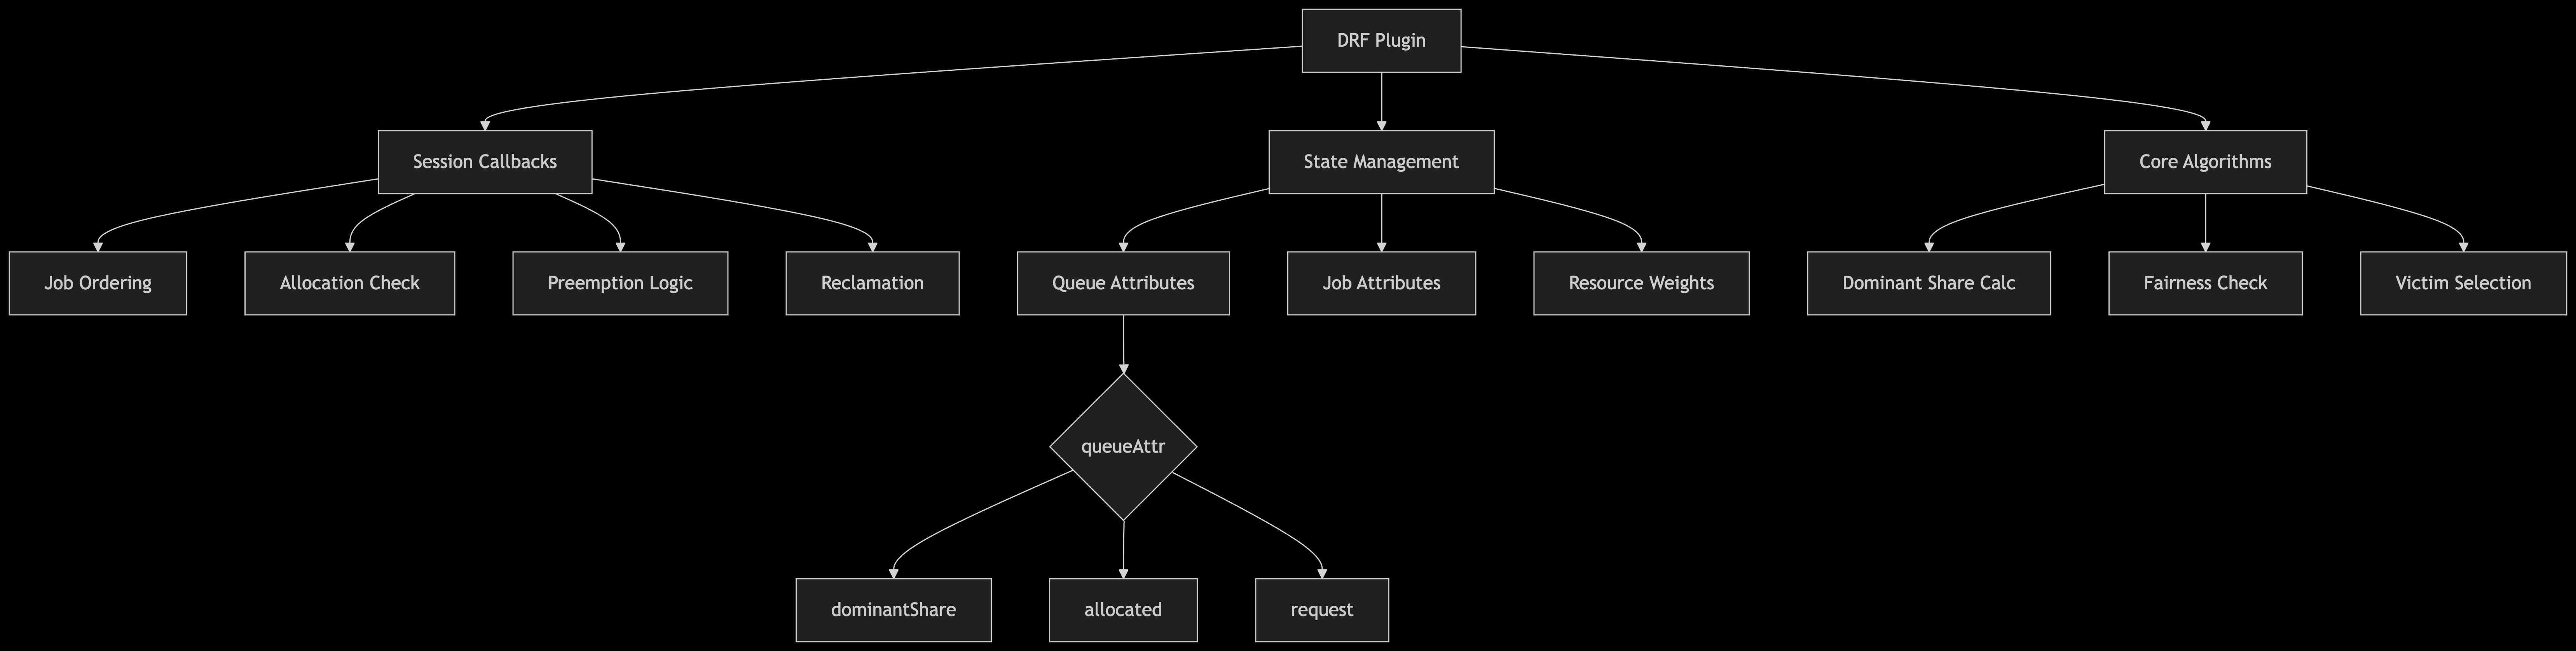 DRF Plugin
Session Callbacks
State Management
Core Algorithms
Job Ordering
Allocation Check
Preemption Logic
Reclamation
Queue Attributes
Job Attributes
Resource Weights
Dominant Share Calc
Fairness Check
Victim Selection
queueAttr
dominantShare
allocated
request